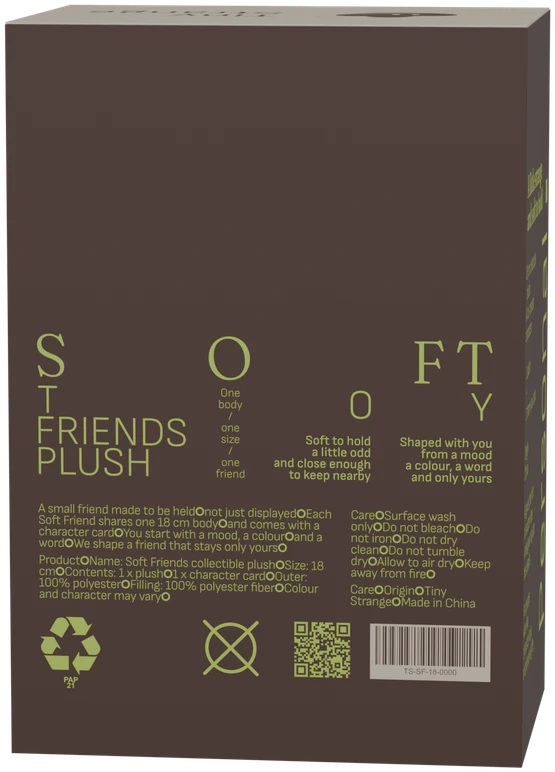 S O FT
T O Y
FRIENDS
PLUSH
One
body
/
one
size
/
one
friend
Soft to hold
a little odd
and close enough
to keep nearby
Shaped with you
from a mood
a colour, a word
and only yours
A small friend made to be heldOnot just displayedOEach
Soft Friend shares one 18 cm bodyOand comes with a
character cardOYou start with a mood, a colourOand a
wordOWe shape a friend that stays only yoursO
ProductOName: Soft Friends collectible plushOSize: 18
cmOContents: 1 x plushO1 x character cardOOuter:
100% polyesterOFilling: 100% polyester fiberOColour
and character may varyO
CareOSurface wash
onlyODo not bleachODo
not ironODo not dry
cleanODo not tumble
dryOAllow to air dryOKeep
away from fireO
CareOOriginOTiny
StrangeOMade in China
PAP
21
TS-SF-18-0000